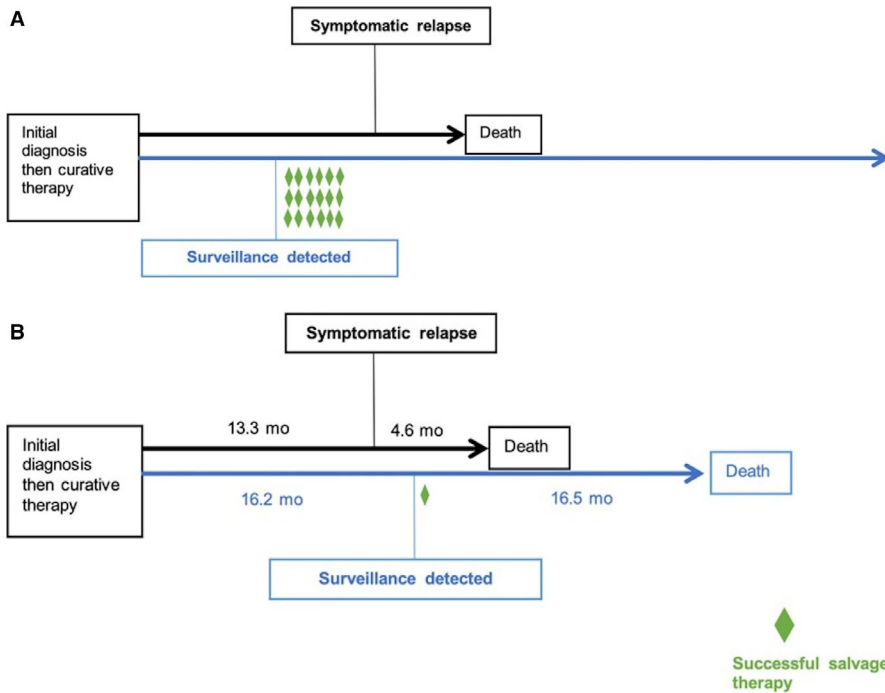 A
Symptomatic relapse
Initial
diagnosis
then curative
therapy
Death
Surveillance detected
B
Symptomatic relapse
13.3 mo
4.6 mo
Initial
diagnosis
then curative
therapy
Death
Death
16.2 mo
16.5 mo
Surveillance detected
Successful salvage
therapy